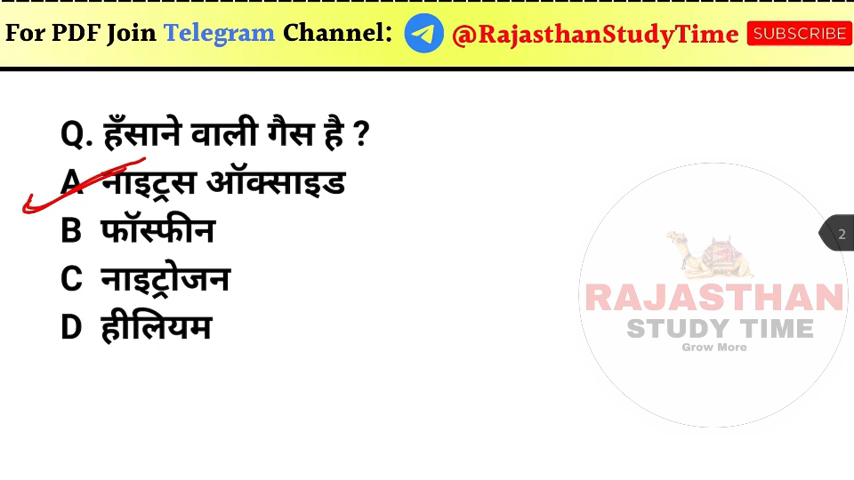 For PDF Join Telegram Channel: @RajasthanStudyTime SUBSCRIBE
Q. हँसाने वाली गैस है ?
A नाइट्रस ऑक्साइड
B फॉस्फीन
2
C नाइट्रोजन
D हीलियम
RAJASTHAN
STUDY TIME
Grow More